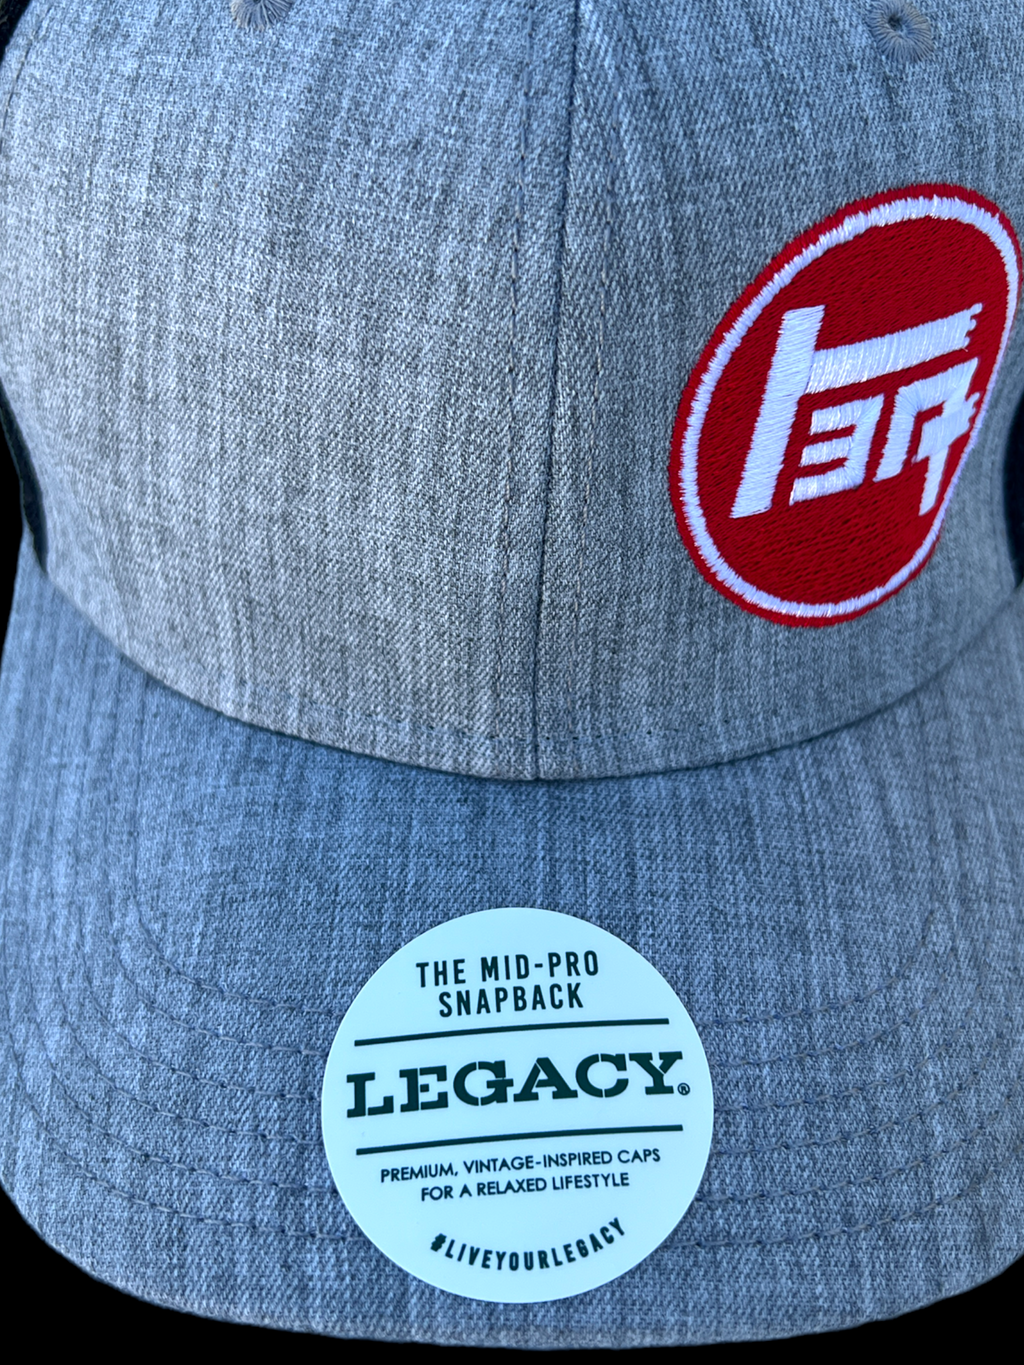 トヨタ
THE MID-PRO
SNAPBACK
LEGACY®
PREMIUM, VINTAGE-INSPIRED CAPS
FOR A RELAXED LIFESTYLE
#LIVEYOURLEGACY